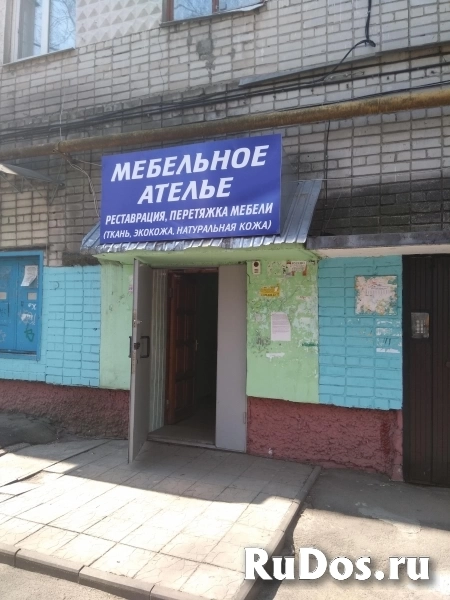 МЕБЕЛЬНОЕ
АТЕЛЬЕ
РЕСТАВРАЦИЯ, ПЕРЕТЯЖКА МЕБЕЛИ
(ТКАНЬ, ЭКОКОЖА, НАТУРАЛЬНАЯ КОЖА)
RuDos.ru